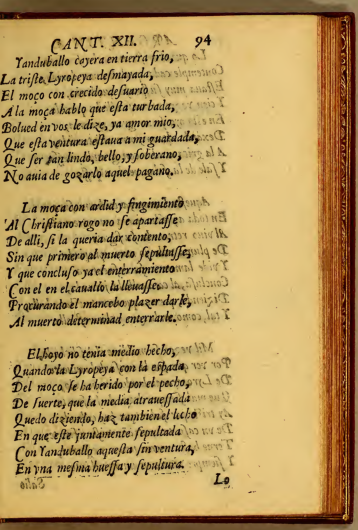 CANT. XII. 94
Yanduballo cayera en tierra frio,
La triste Lyropeya desmayada,
El moço con crecido desuario
A la moça hablo que esta turbada,
Bolued en vos le dize, ya amor mio,
Que esta ventura estaua a mi guardada,
Que ser tan lindo, bello, y soberano,
No auia de gozarlo aquel pagano.
La moça con ardid y fingimiento
Al Christiano rogo no se apartasse
De alli, si la queria dar contento,
Sin que primero al muerto sepultasse,
Y que concluso ya el enterramiento
Con el en el cauallo la lleuasse,
Procurando el mancebo plazer darle,
Al muerto determinad enterrarle.
El hoyo no tenia medio hecho,
Quando la Lyropeya con la espada
Del moço se ha herido por el pecho,
De suerte, que la media atrauessada
Quedo diziendo, haz tambien el lecho
En que este juntamente sepultada
Con Yanduballo aquesta sin ventura,
En vna mesma huessa y sepultura.
Lo